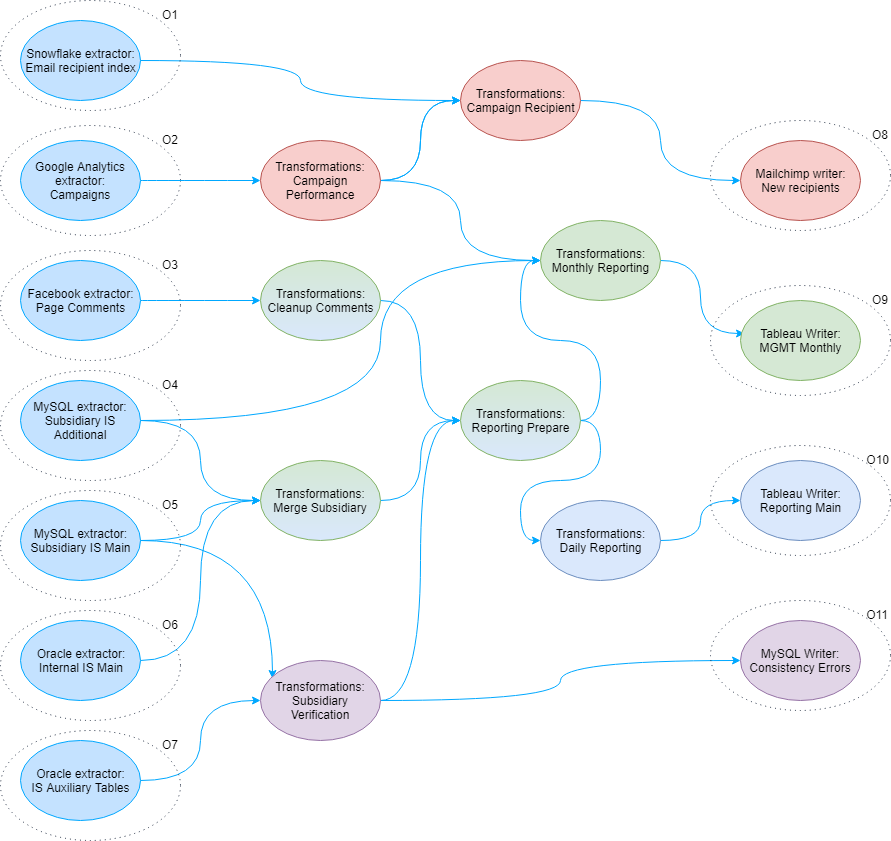 O1
Snowflake extractor:
Email recipient index
Transformations:
Campaign Recipient
O2
Google Analytics
extractor:
Campaigns
Transformations:
Campaign
Performance
O8
Mailchimp writer:
New recipients
O3
Facebook extractor:
Page Comments
Transformations:
Cleanup Comments
Transformations:
Monthly Reporting
O9
Tableau Writer:
MGMT Monthly
O4
MySQL extractor:
Subsidiary IS
Additional
Transformations:
Reporting Prepare
O5
MySQL extractor:
Subsidiary IS Main
Transformations:
Merge Subsidiary
Transformations:
Daily Reporting
O10
Tableau Writer:
Reporting Main
O6
Oracle extractor:
Internal IS Main
Transformations:
Subsidiary
Verification
O11
MySQL Writer:
Consistency Errors
O7
Oracle extractor:
IS Auxiliary Tables